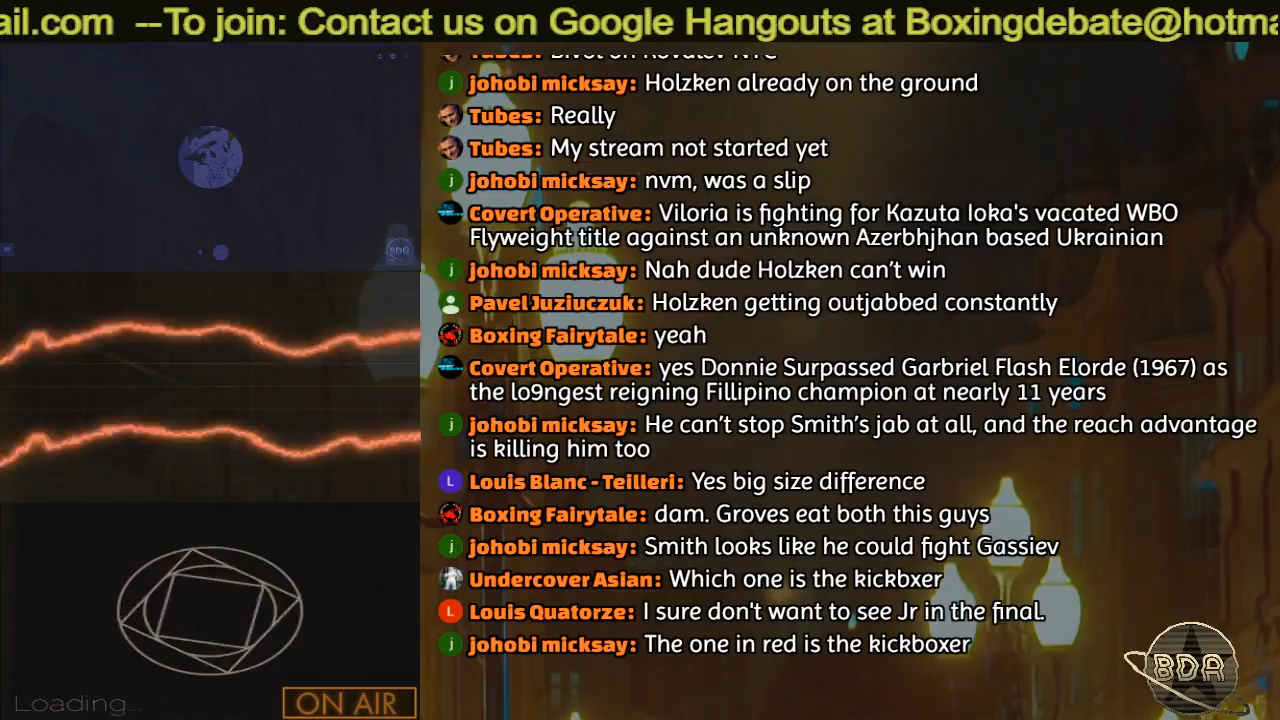 ail.com --To join: Contact us on Google Hangouts at Boxingdebate@hotma
johobi micksay: Holzken already on the ground
Tubes: Really
Tubes: My stream not started yet
johobi micksay: nvm, was a slip
Covert Operative: Viloria is fighting for Kazuta Ioka's vacated WBO
Flyweight title against an unknown Azerbhjhan based Ukrainian
johobi micksay: Nah dude Holzken can't win
Pavel Juziuczuk: Holzken getting outjabbed constantly
Boxing Fairytale: yeah
Covert Operative: yes Donnie Surpassed Garbriel Flash Elorde (1967) as
the lo9ngest reigning Fillipino champion at nearly 11 years
johobi micksay: He can't stop Smith's jab at all, and the reach advantage
is killing him too
L Louis Blanc - Teilleri: Yes big size difference
Boxing Fairytale: dam. Groves eat both this guys
johobi micksay: Smith looks like he could fight Gassiev
Undercover Asian: Which one is the kickbxer
L Louis Quatorze: I sure don't want to see Jr in the final.
johobi micksay: The one in red is the kickboxer
BDA
Loading...
ON AIR